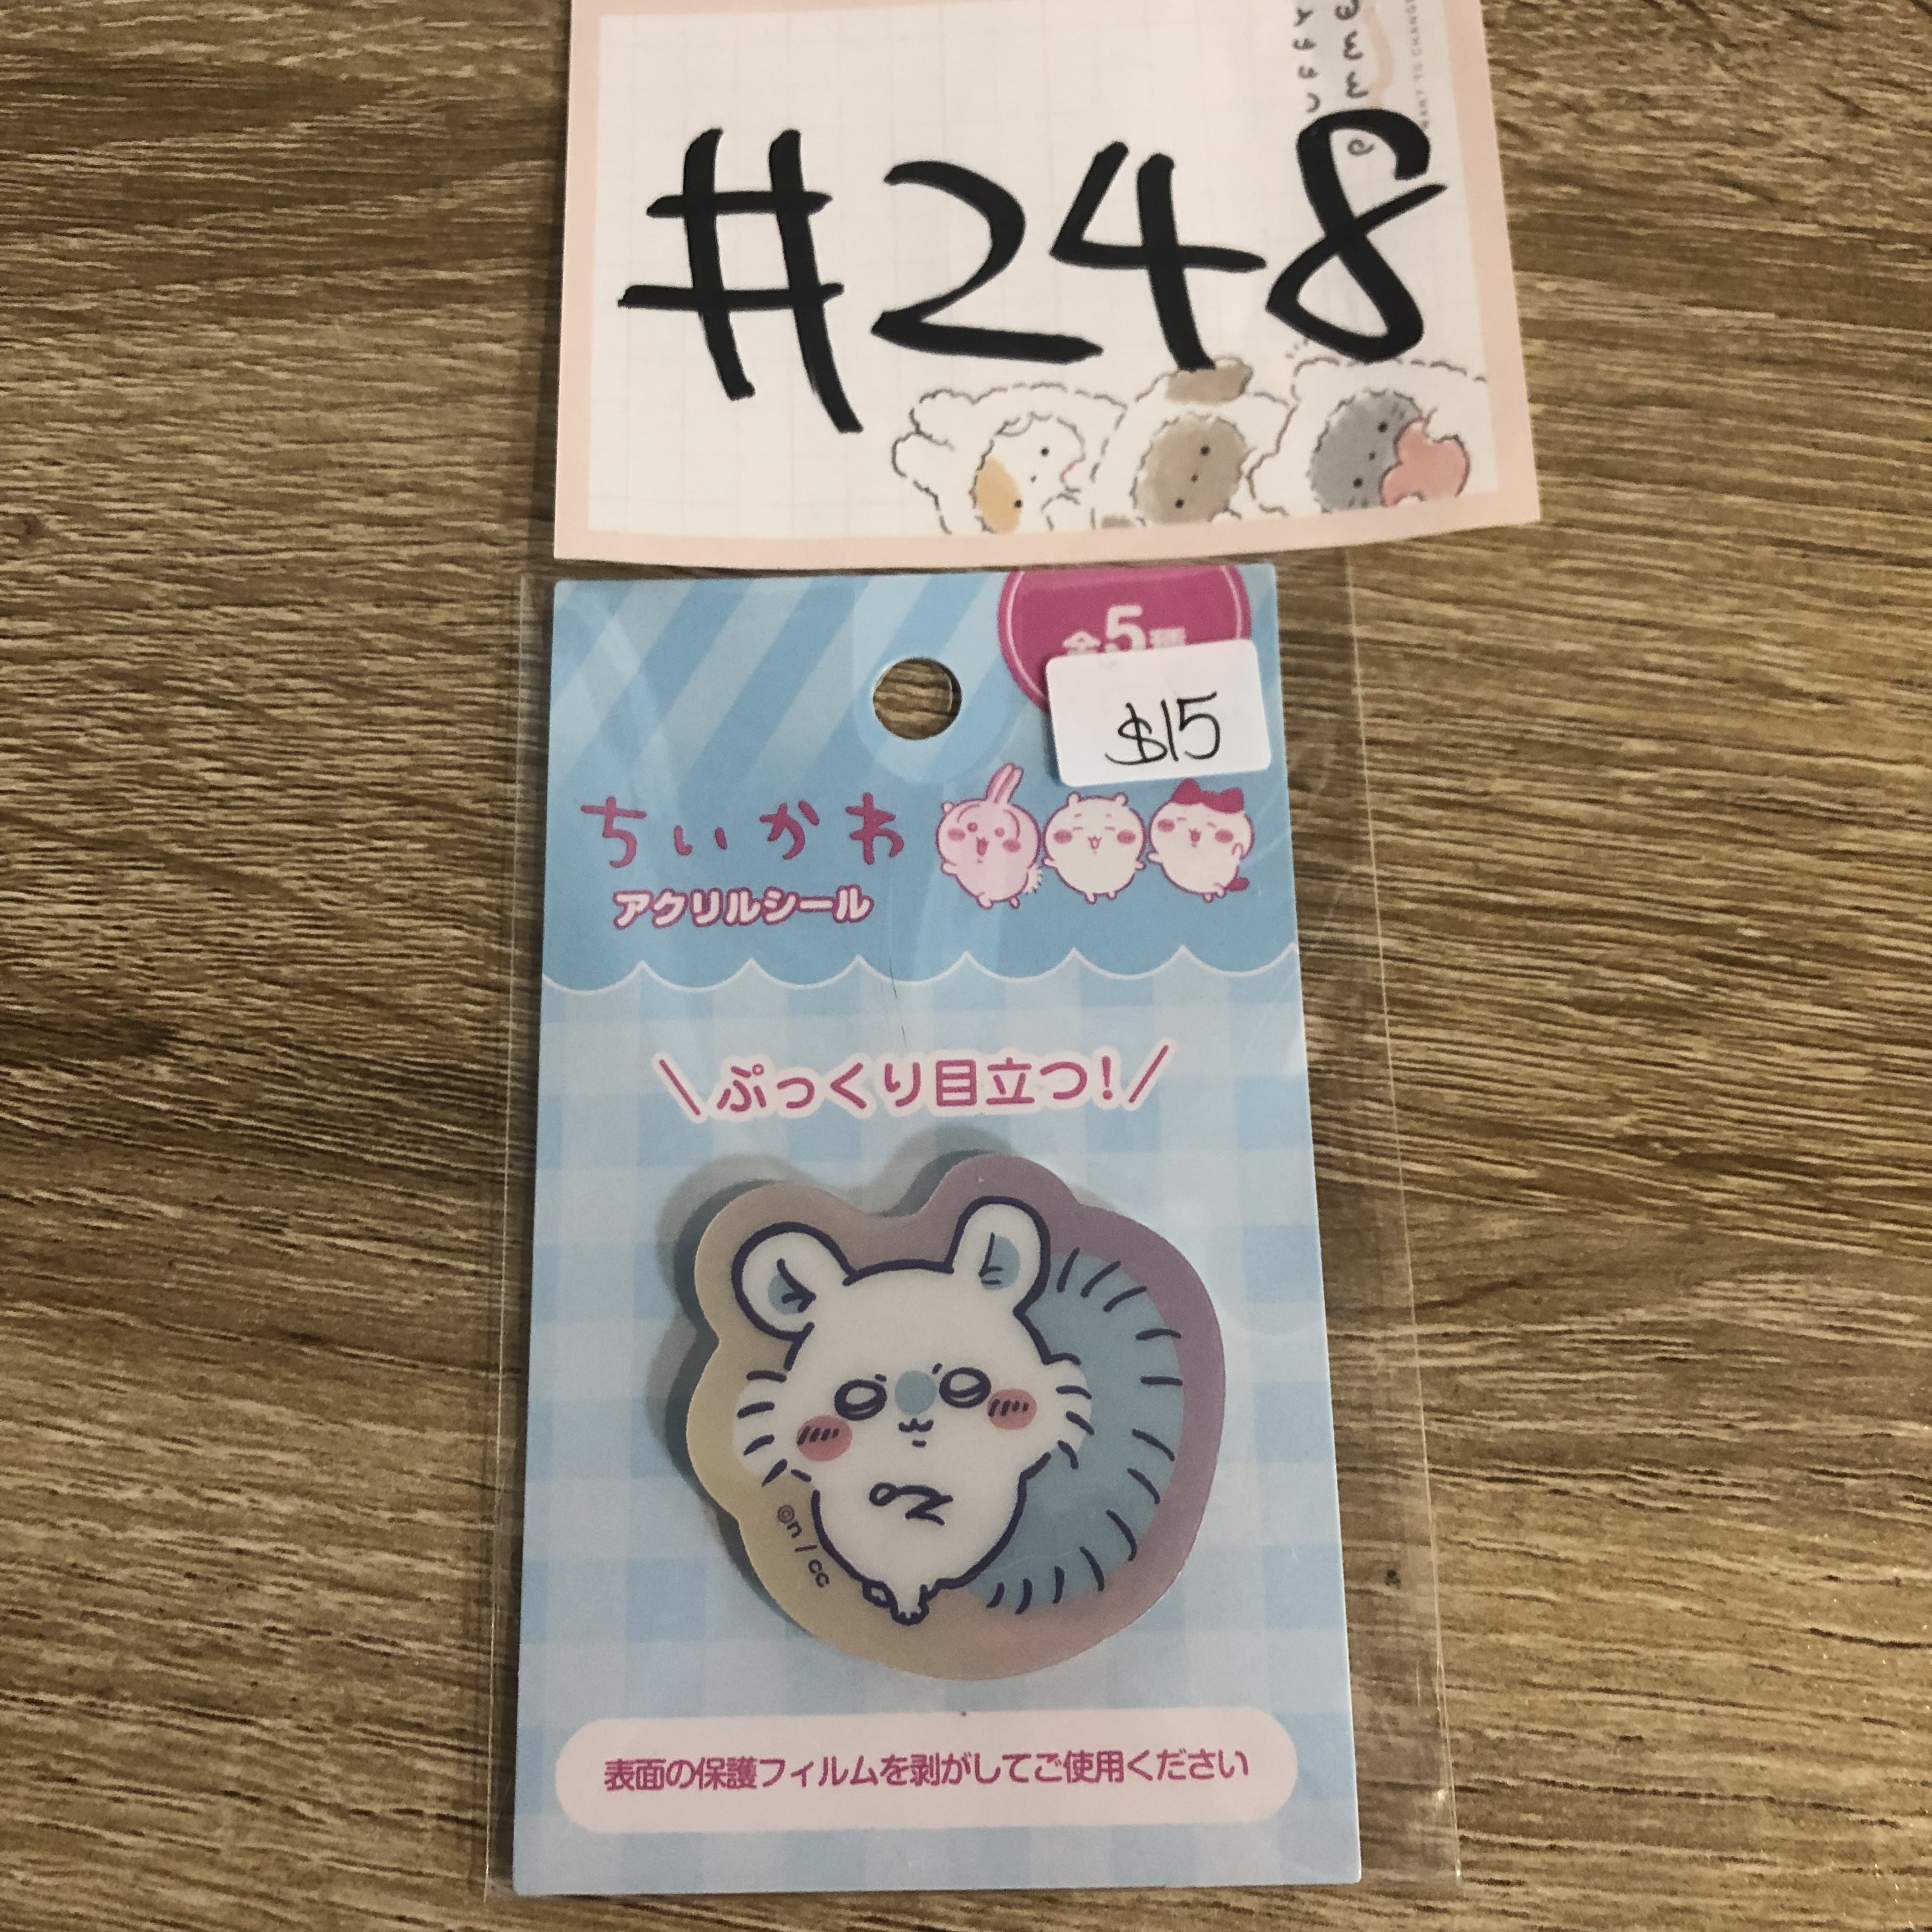 #248
全5種
$15
ちいかわ
アクリルシール
\ぷっくり目立つ!/
©n/cc
表面の保護フィルムを剥がしてご使用ください